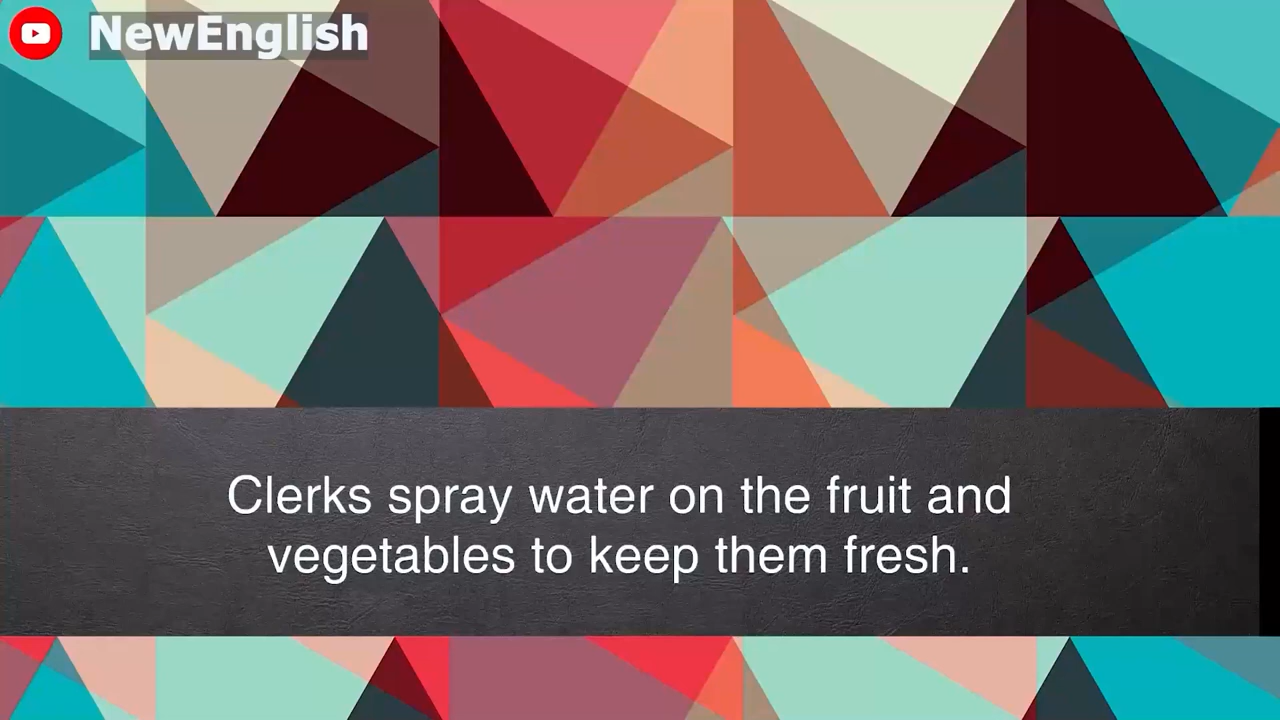 NewEnglish
Clerks spray water on the fruit and
vegetables to keep them fresh.